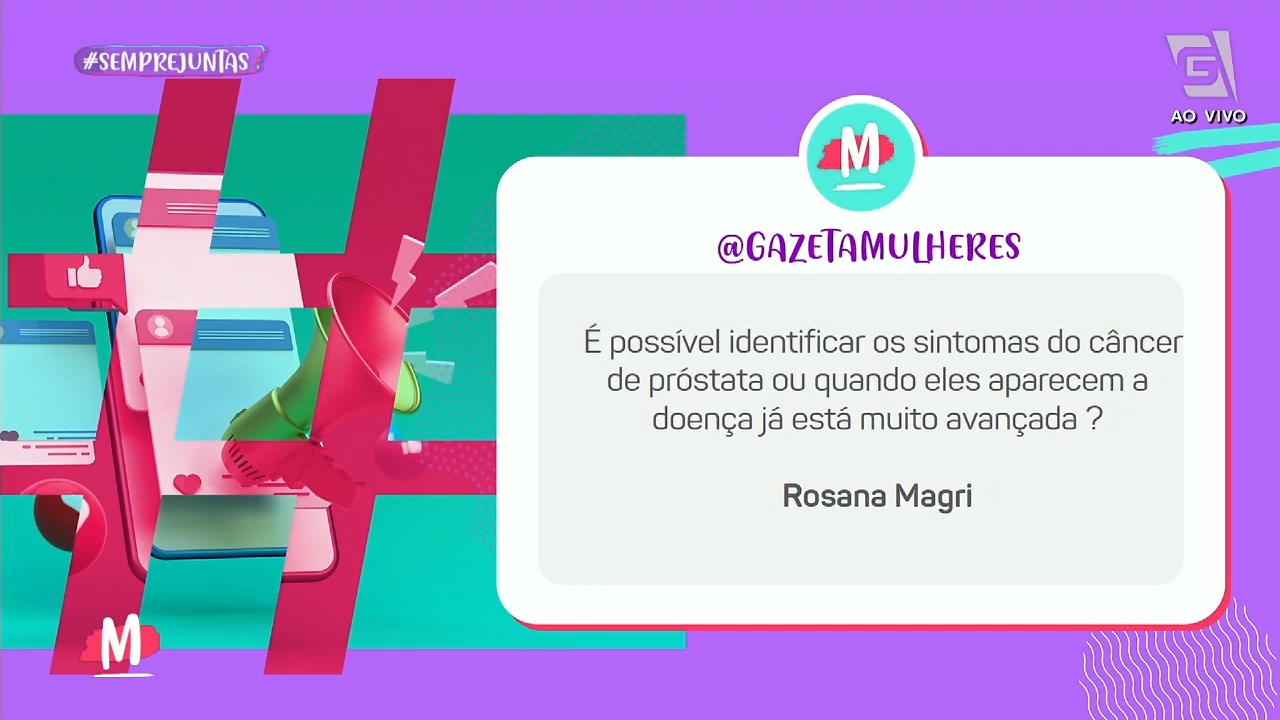 #SEMPREJUNTAS
G
AO VIVO
M
@GAZETAMULHERES
É possível identificar os sintomas do câncer
de próstata ou quando eles aparecem a
doença já está muito avançada ?
Rosana Magri
M